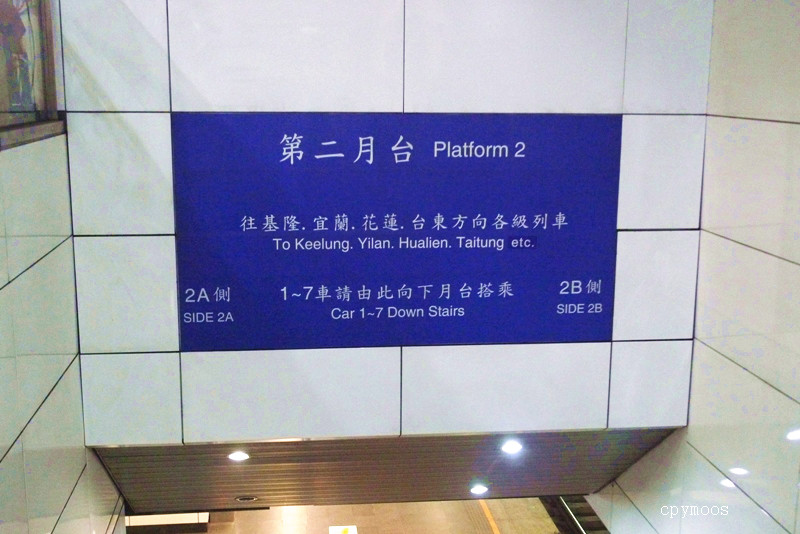 第二月台 Platform 2
往基隆.宜蘭.花蓮.台東方向各級列車
To Keelung. Yilan. Hualien. Taitung etc.
2A側 1~7車請由此向下月台搭乘 2B側
SIDE 2A Car 1~7 Down Stairs SIDE 2B
cpymoos